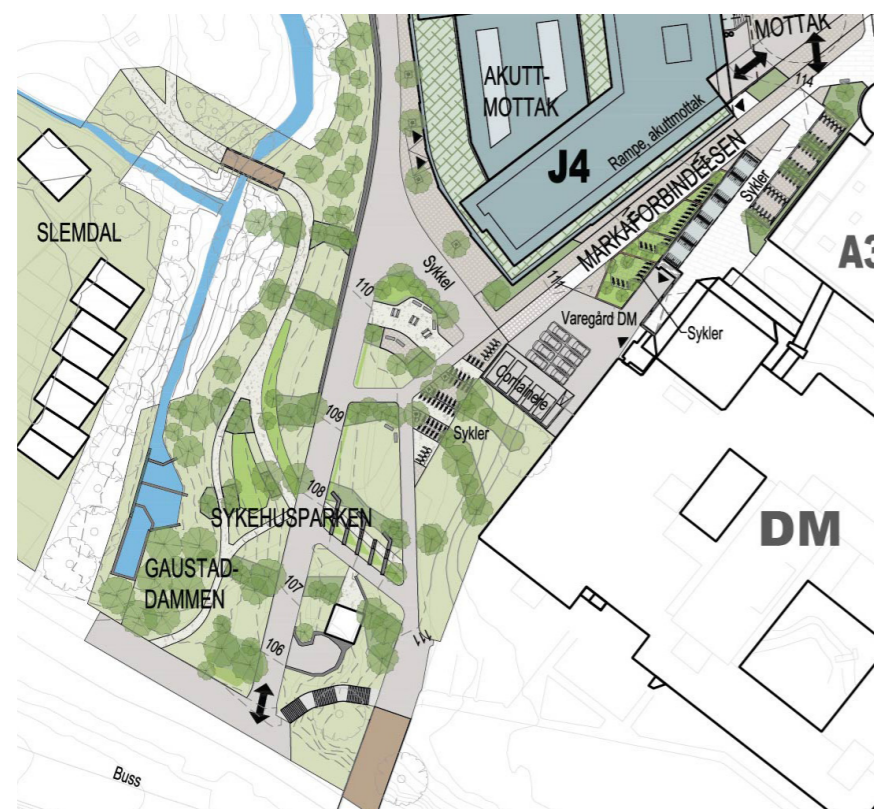 MOTTAK
114
AKUTT-
MOTTAK
Rampe, akuttmottak
J4
MARKAFORBINDELSEN
Sykler
SLEMDAL
A3
Sykkel
111
110
Varegård DM
Sykler
Containere
109
Sykler
108
SYKEHUSPARKEN
DM
GAUSTAD-
DAMMEN
107
111
106
Buss